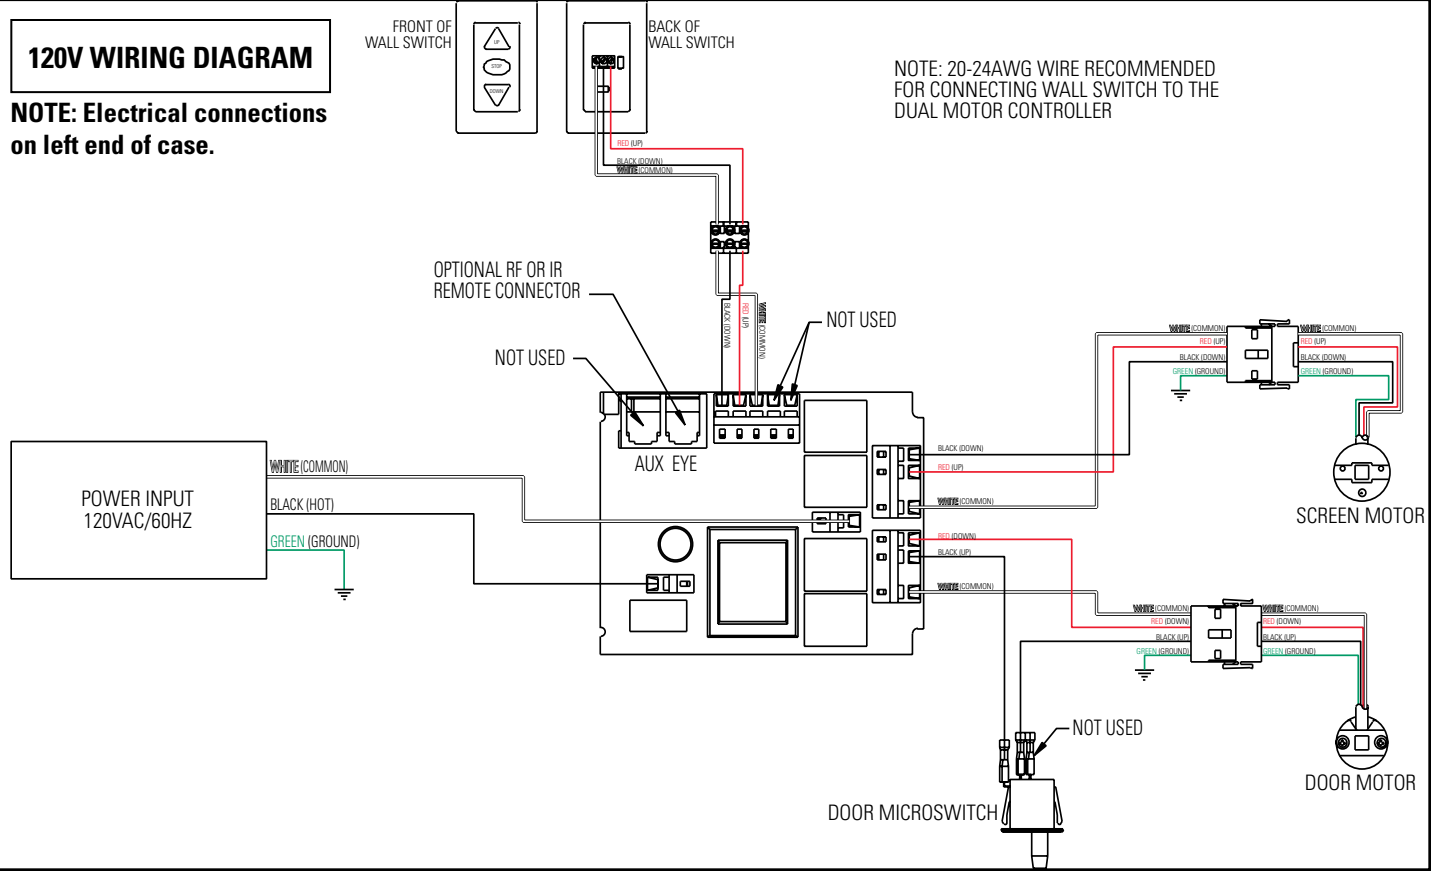 120V WIRING DIAGRAM
NOTE: Electrical connections
on left end of case.
FRONT OF
WALL SWITCH
UP
STOP
DOWN
BACK OF
WALL SWITCH
NOTE: 20-24AWG WIRE RECOMMENDED
FOR CONNECTING WALL SWITCH TO THE
DUAL MOTOR CONTROLLER
RED (UP)
BLACK (DOWN)
WHITE (COMMON)
OPTIONAL RF OR IR
REMOTE CONNECTOR
BLACK (DOWN)
RED (UP)
WHITE (COMMON)
NOT USED
NOT USED
AUX EYE
WHITE (COMMON)
RED (UP)
BLACK (DOWN)
GREEN (GROUND)
WHITE (COMMON)
RED (UP)
BLACK (DOWN)
GREEN (GROUND)
BLACK (DOWN)
RED (UP)
WHITE (COMMON)
SCREEN MOTOR
POWER INPUT
120VAC/60HZ
WHITE (COMMON)
BLACK (HOT)
GREEN (GROUND)
RED (DOWN)
BLACK (UP)
WHITE (COMMON)
WHITE (COMMON)
RED (DOWN)
BLACK (UP)
GREEN (GROUND)
WHITE (COMMON)
RED (DOWN)
BLACK (UP)
GREEN (GROUND)
NOT USED
DOOR MOTOR
DOOR MICROSWITCH